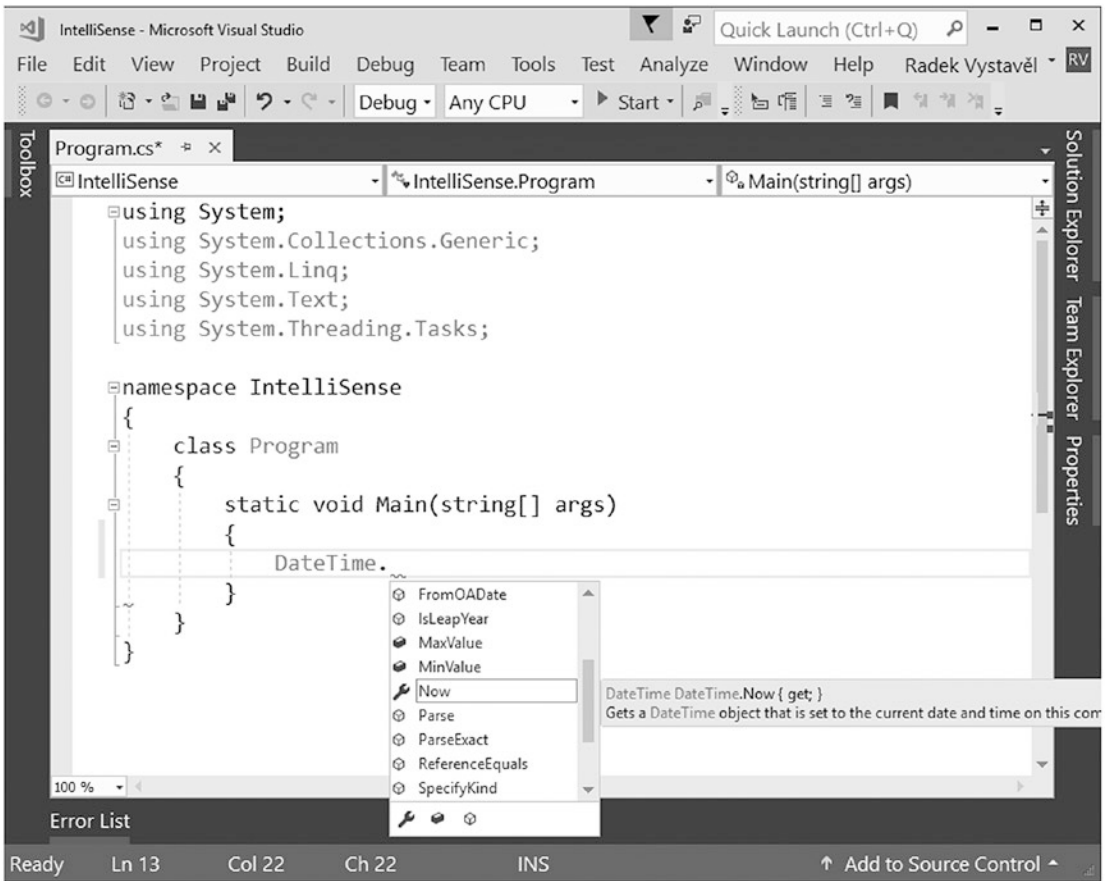 IntelliSense - Microsoft Visual Studio
Quick Launch (Ctrl+Q)
File Edit View Project Build Debug Team Tools Test Analyze Window Help Radek Vystavěl RV
Debug Any CPU Start
Toolbox
Program.cs*
C# IntelliSense IntelliSense.Program Main(string[] args)
using System;
using System.Collections.Generic;
using System.Linq;
using System.Text;
using System.Threading.Tasks;
namespace IntelliSense
{
class Program
{
static void Main(string[] args)
{
DateTime.
}
}
}
FromOADate
IsLeapYear
MaxValue
MinValue
Now
Parse
ParseExact
ReferenceEquals
SpecifyKind
DateTime DateTime.Now { get; }
Gets a DateTime object that is set to the current date and time on this com
Solution Explorer
Team Explorer
Properties
100 %
Error List
Ready Ln 13 Col 22 Ch 22 INS Add to Source Control